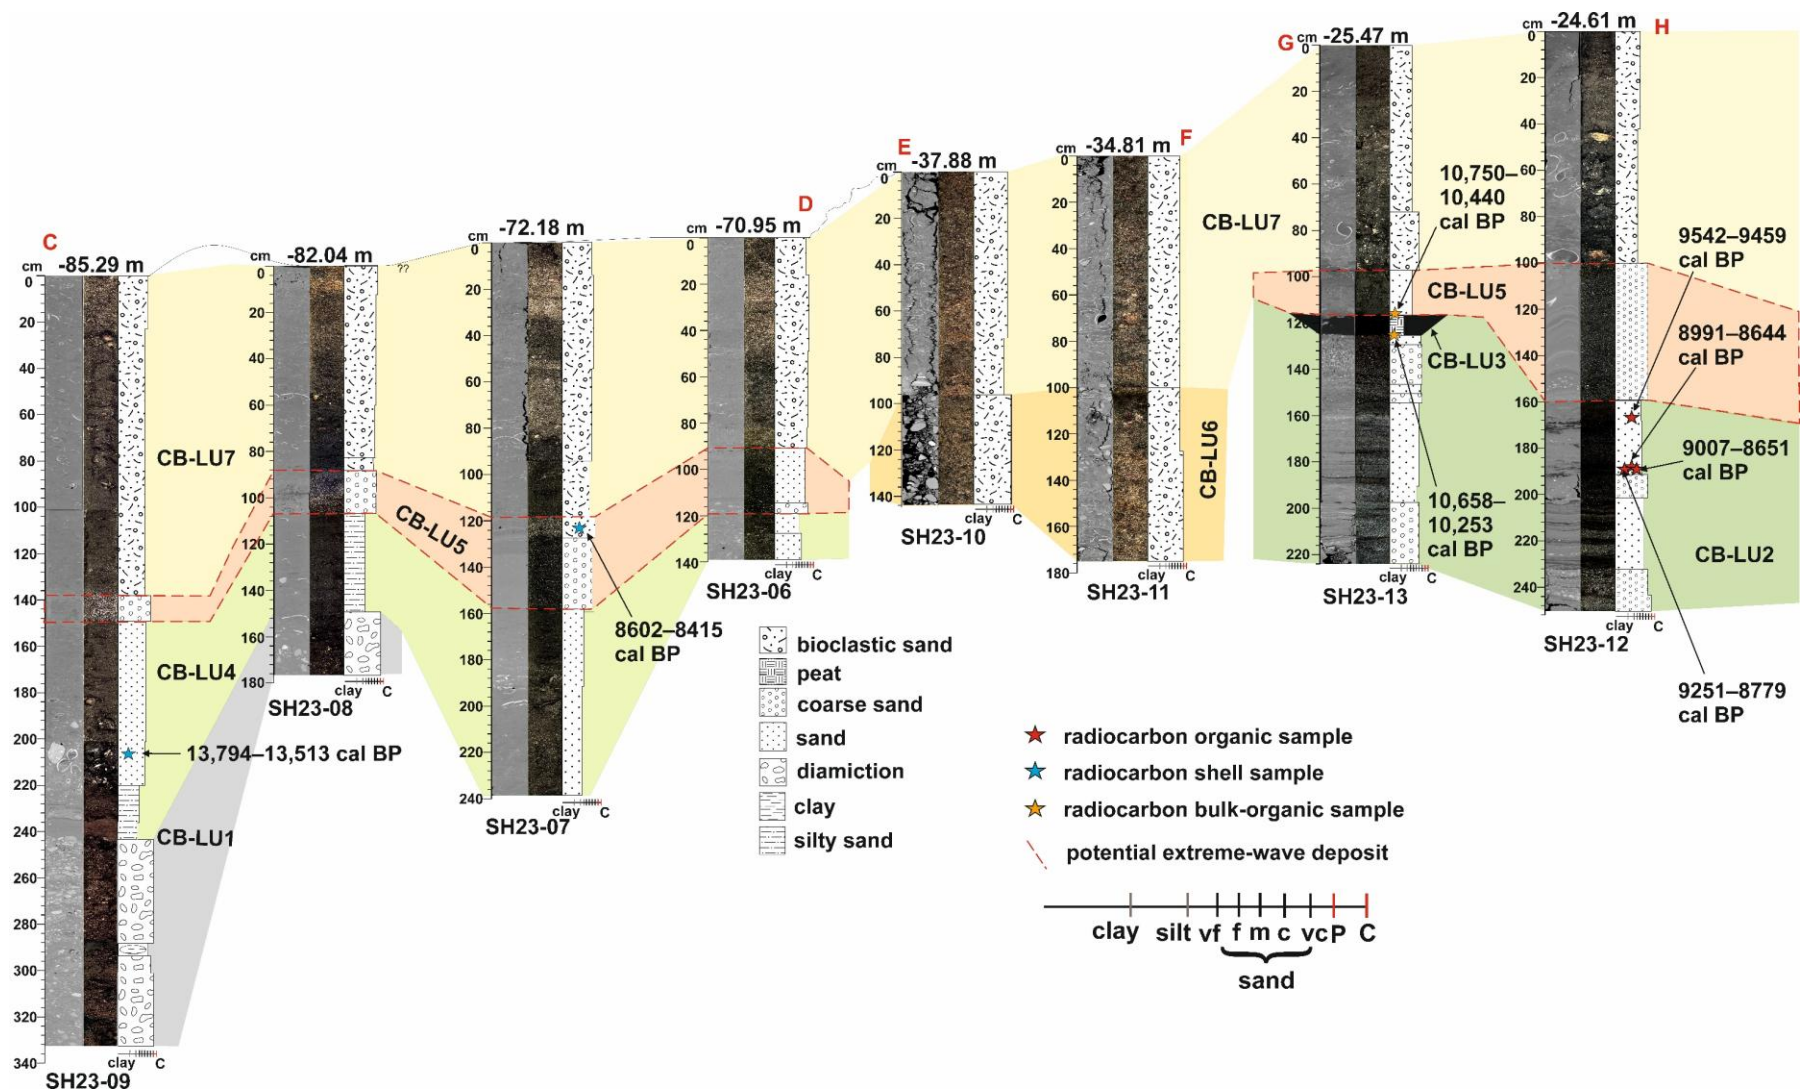 C
cm -85.29 m
0
20
40
60
80
100
120
140
160
180
200
220
240
260
280
300
320
340
clay C
SH23-09
13,794–13,513 cal BP
CB-LU7
CB-LU4
CB-LU1
cm -82.04 m
0
20
40
60
80
100
120
140
160
180
clay C
SH23-08
??
CB-LU5
cm -72.18 m
0
20
40
60
80
100
120
140
160
180
200
220
240
clay C
SH23-07
8602–8415
cal BP
D
cm -70.95 m
0
20
40
60
80
100
120
140
clay C
SH23-06
E
cm -37.88 m
0
20
40
60
80
100
120
140
clay C
SH23-10
F
cm -34.81 m
0
20
40
60
80
100
120
140
160
180
clay C
SH23-11
CB-LU6
CB-LU7
G cm -25.47 m
0
20
40
60
80
100
120
140
160
180
200
220
clay C
SH23-13
10,750–
10,440
cal BP
CB-LU5
CB-LU3
10,658–
10,253
cal BP
cm -24.61 m H
0
20
40
60
80
100
120
140
160
180
200
220
240
clay C
SH23-12
9542–9459
cal BP
8991–8644
cal BP
9007–8651
cal BP
CB-LU2
9251–8779
cal BP
bioclastic sand
peat
coarse sand
sand
diamiction
clay
silty sand
radiocarbon organic sample
radiocarbon shell sample
radiocarbon bulk-organic sample
potential extreme-wave deposit
clay silt vf f m c vc P C
sand